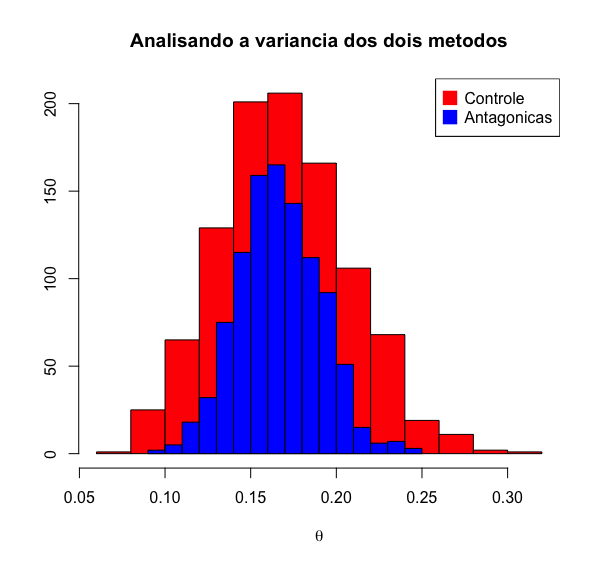 Analisando a variancia dos dois metodos
Controle
Antagonicas
200
150
100
50
0
0.05 0.10 0.15 0.20 0.25 0.30
θ